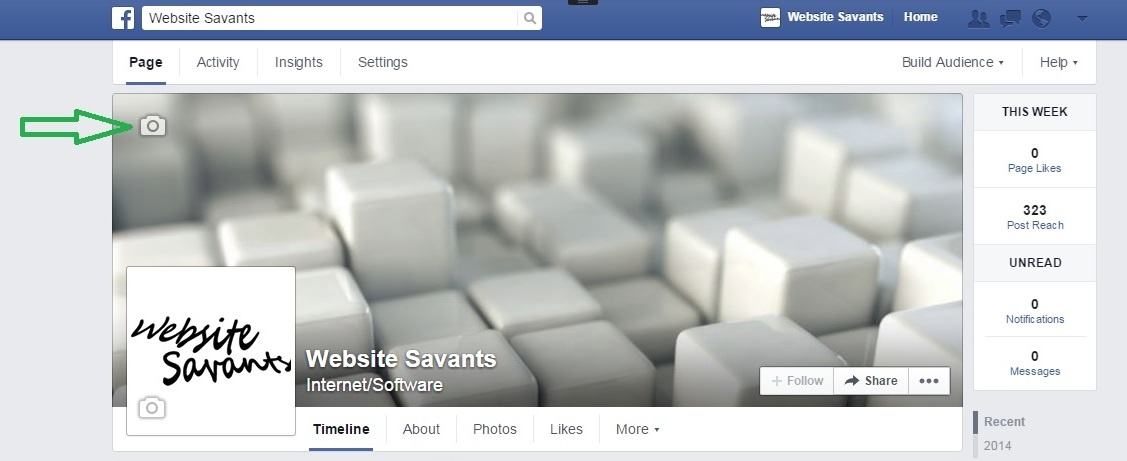 Website Savants
Website Savants Home
Page Activity Insights Settings
Build Audience Help
THIS WEEK
0
Page Likes
323
Post Reach
UNREAD
0
Notifications
0
Messages
Website Savants
Website Savants
Internet/Software
+ Follow Share •••
Timeline About Photos Likes More
Recent
2014